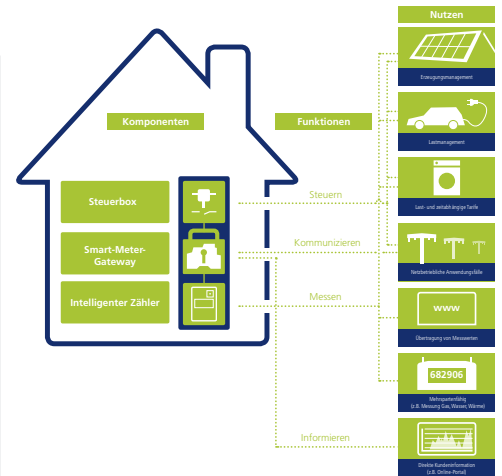 Nutzen
Erzeugungsmanagement
Komponenten
Funktionen
Lastmanagement
Steuerbox
Steuern
Last- und zeitabhängige Tarife
Smart-Meter-
Gateway
Kommunizieren
Netzbetriebliche Anwendungsfälle
Intelligenter Zähler
Messen
www
Übertragung von Messwerten
682906
Mehrspartenfähig
(z.B. Messung Gas, Wasser, Wärme)
Informieren
Direkte Kundeninformation
(z.B. Online-Portal)